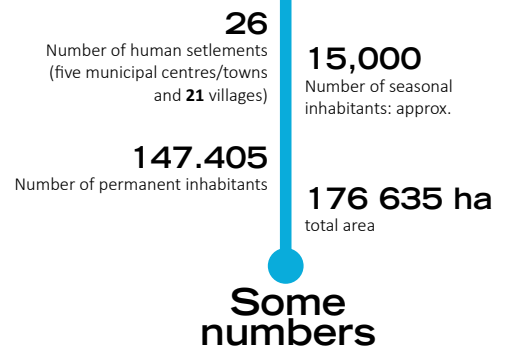 26
Number of human setlements
(five municipal centres/towns
and 21 villages)
15,000
Number of seasonal
inhabitants: approx.
147.405
Number of permanent inhabitants
176 635 ha
total area
Some
numbers